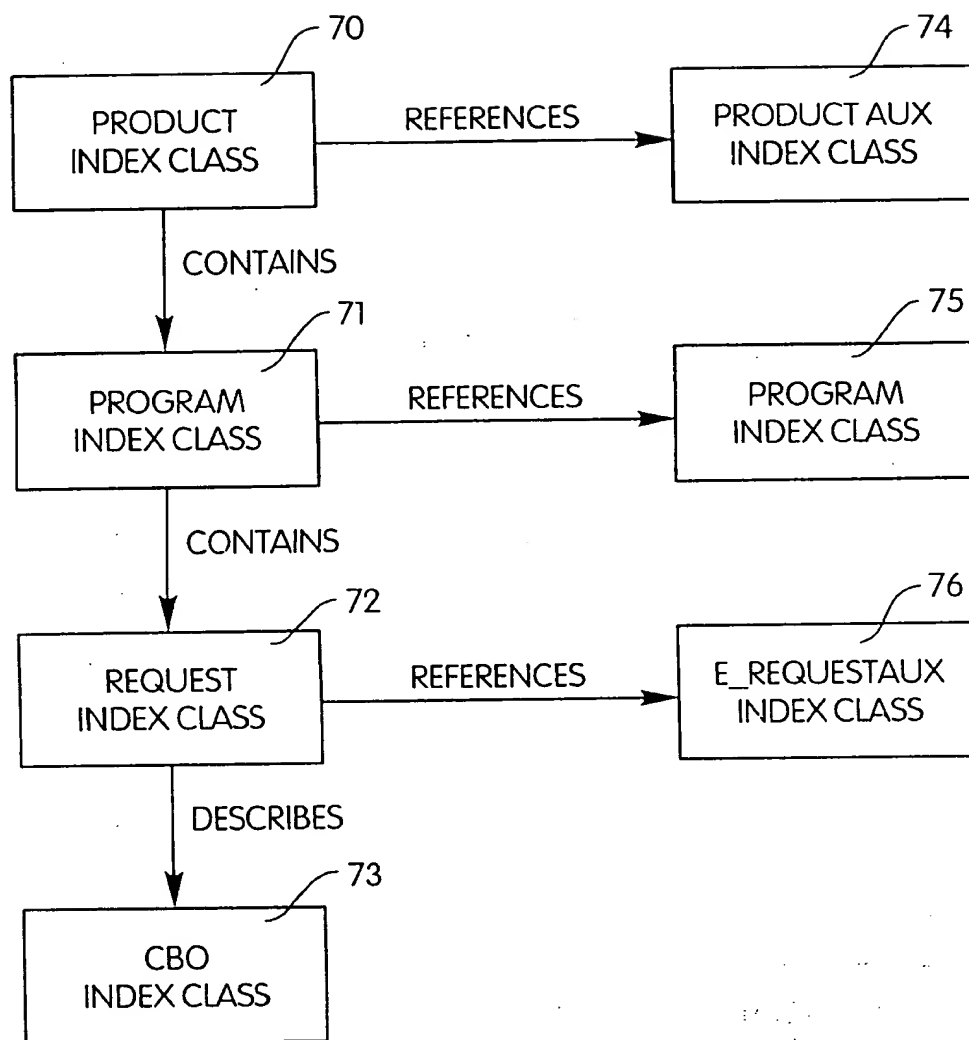 70
74
PRODUCT
INDEX CLASS
REFERENCES
PRODUCT AUX
INDEX CLASS
CONTAINS
71
75
PROGRAM
INDEX CLASS
REFERENCES
PROGRAM
INDEX CLASS
CONTAINS
72
76
REQUEST
INDEX CLASS
REFERENCES
E_REQUESTAUX
INDEX CLASS
DESCRIBES
73
CBO
INDEX CLASS